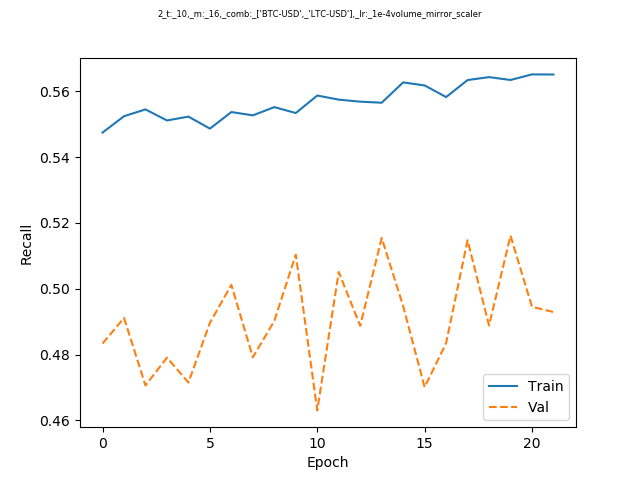 2_t:_10,_m:_16,_comb:_['BTC-USD',_'LTC-USD'],_lr:_1e-4volume_mirror_scaler
0.56
0.54
0.52
0.50
0.48
0.46
Recall
Train
Val
0 5 10 15 20
Epoch